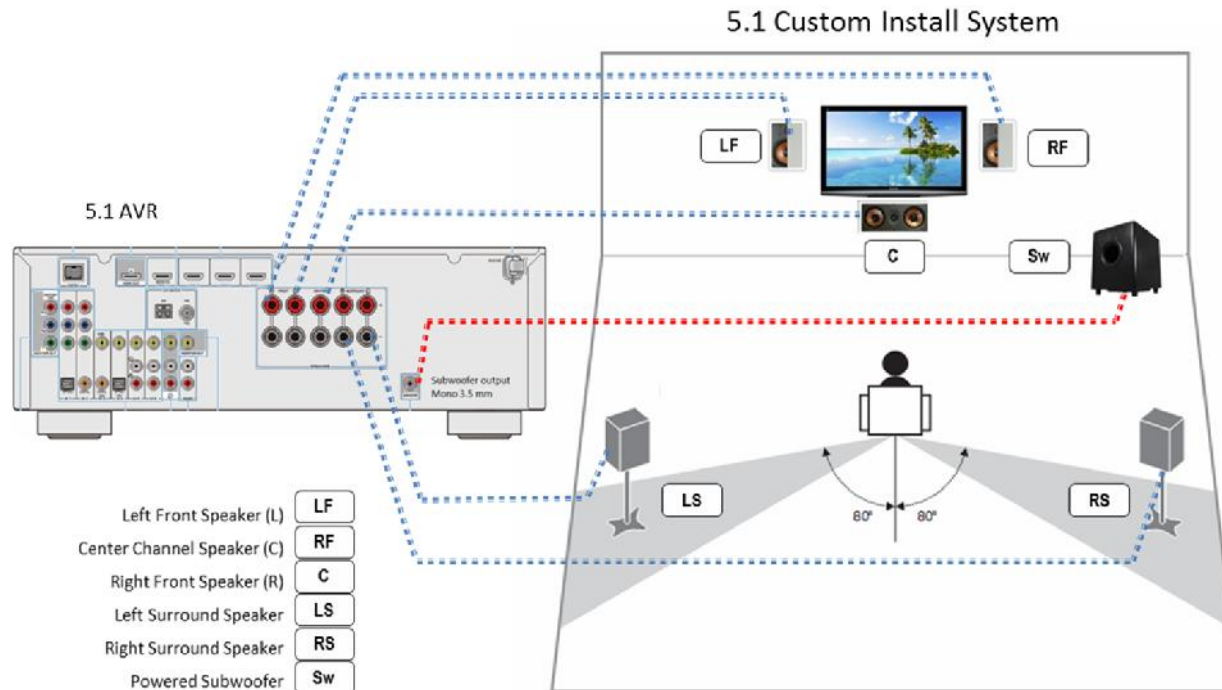 5.1 Custom Install System
LF
RF
5.1 AVR
C
Sw
Subwoofer output
Mono 3.5 mm
LS
RS
80°
80°
Left Front Speaker (L)
LF
Center Channel Speaker (C)
RF
Right Front Speaker (R)
C
Left Surround Speaker
LS
Right Surround Speaker
RS
Powered Subwoofer
Sw